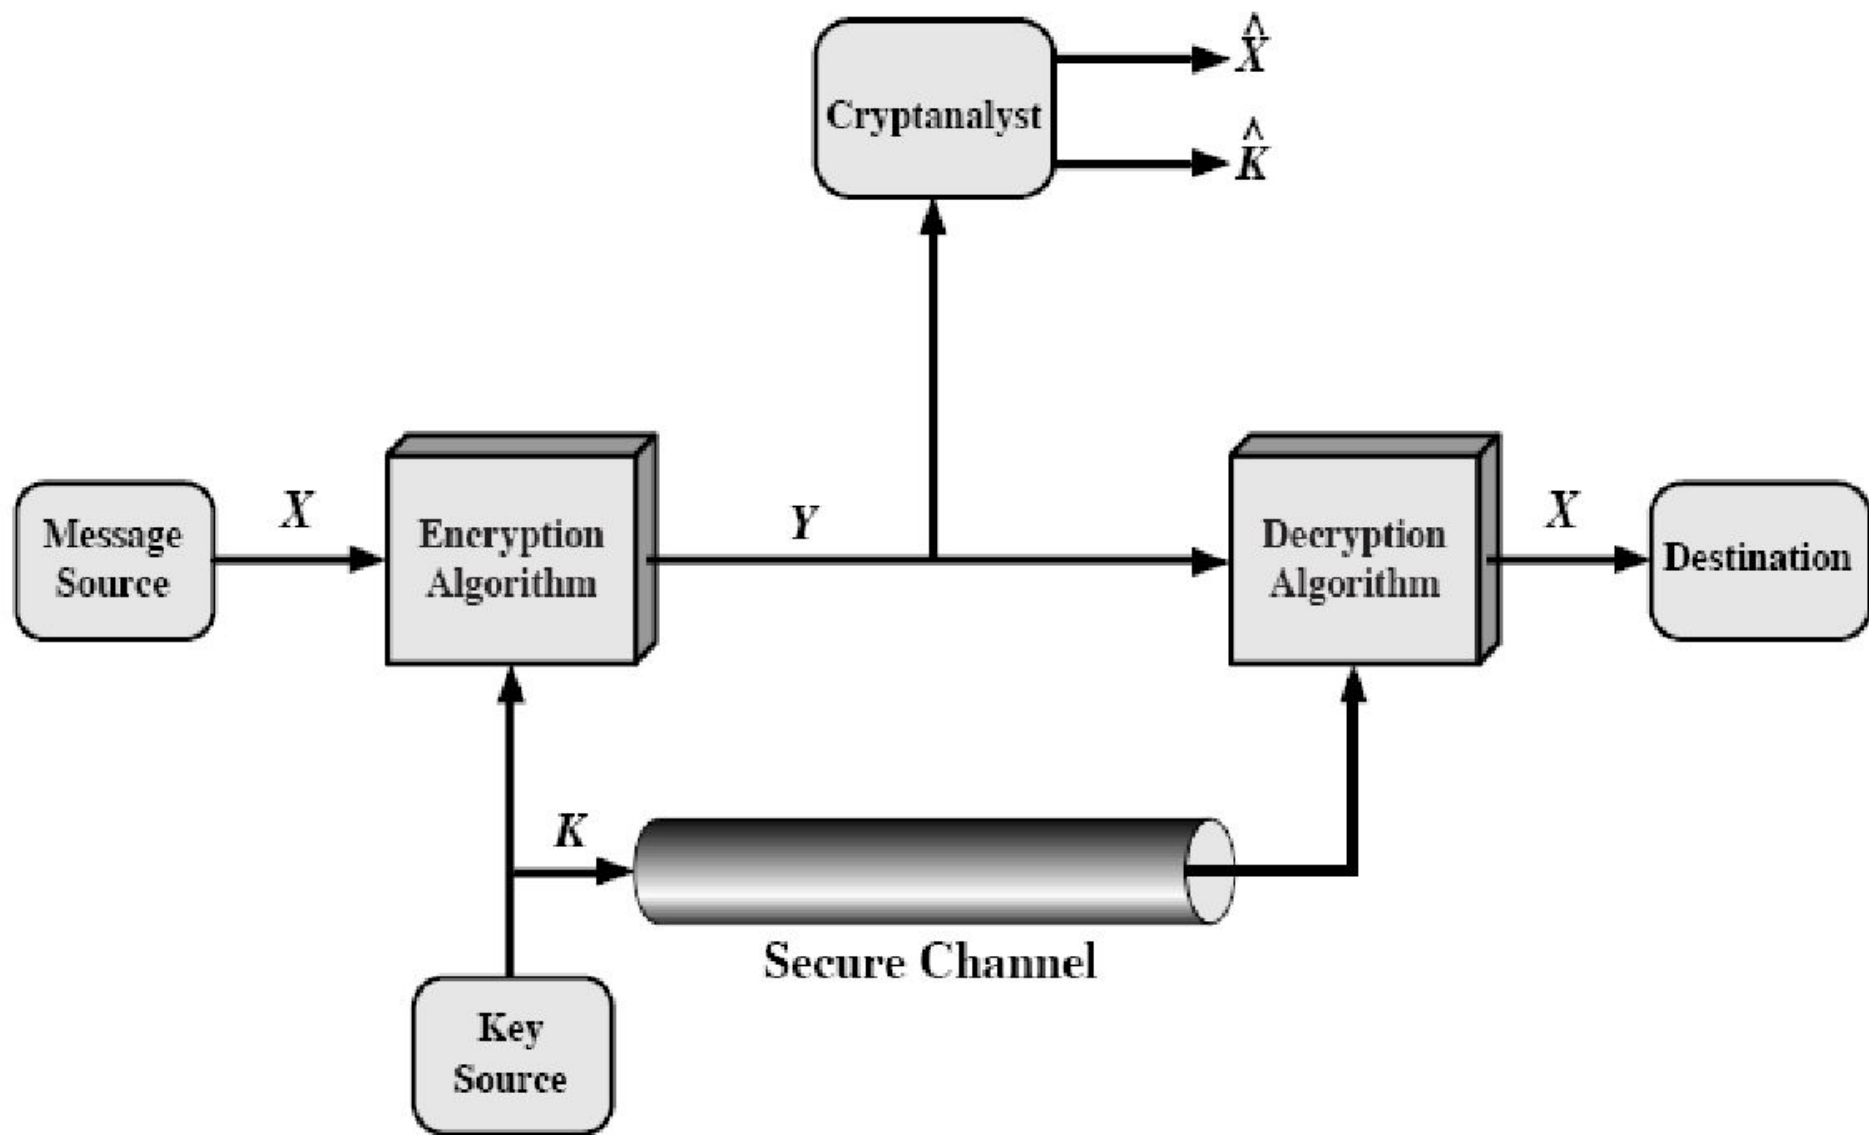 X̂
Cryptanalyst
K̂
Message
Source
X
Encryption
Algorithm
Y
Decryption
Algorithm
X
Destination
K
Secure Channel
Key
Source